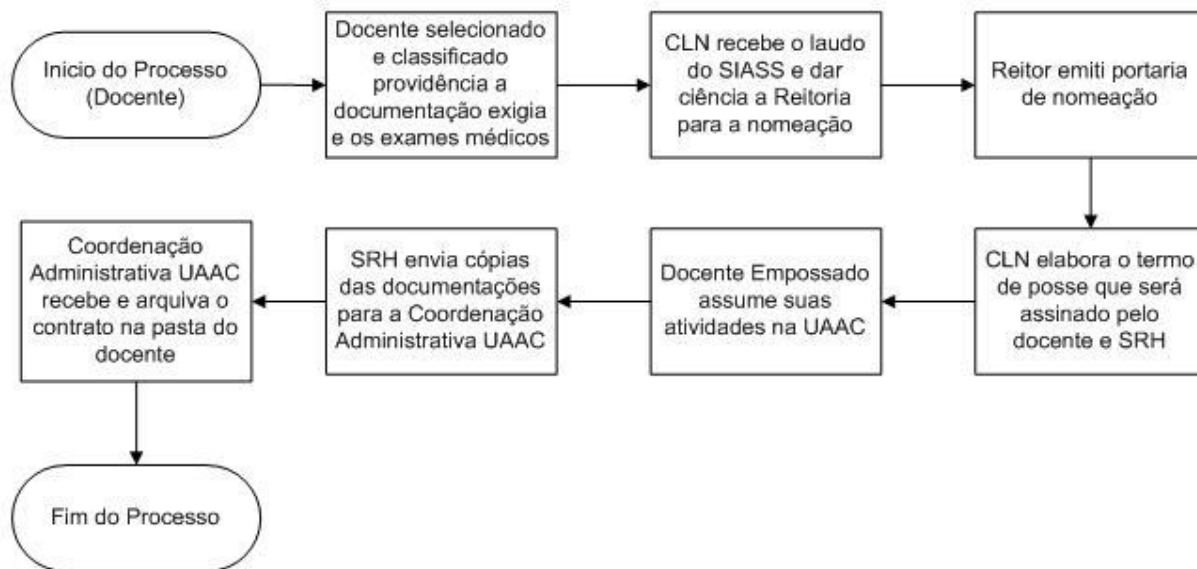 Inicio do Processo
(Docente)
Docente selecionado
e classificado
providência a
documentação exigia
e os exames médicos
CLN recebe o laudo
do SIASS e dar
ciência a Reitoria
para a nomeação
Reitor emiti portaria
de nomeação
CLN elabora o termo
de posse que será
assinado pelo
docente e SRH
Docente Empossado
assume suas
atividades na UAAC
SRH envia cópias
das documentações
para a Coordenação
Administrativa UAAC
Coordenação
Administrativa UAAC
recebe e arquiva o
contrato na pasta do
docente
Fim do Processo